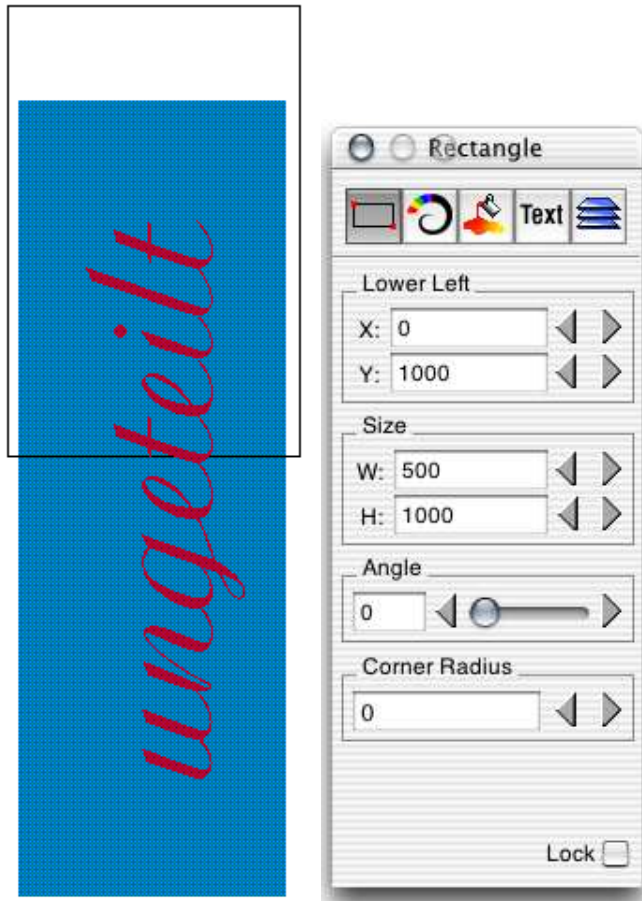 ungeteilt
Rectangle
Text
Lower Left
X: 0
Y: 1000
Size
W: 500
H: 1000
Angle
0
Corner Radius
0
Lock